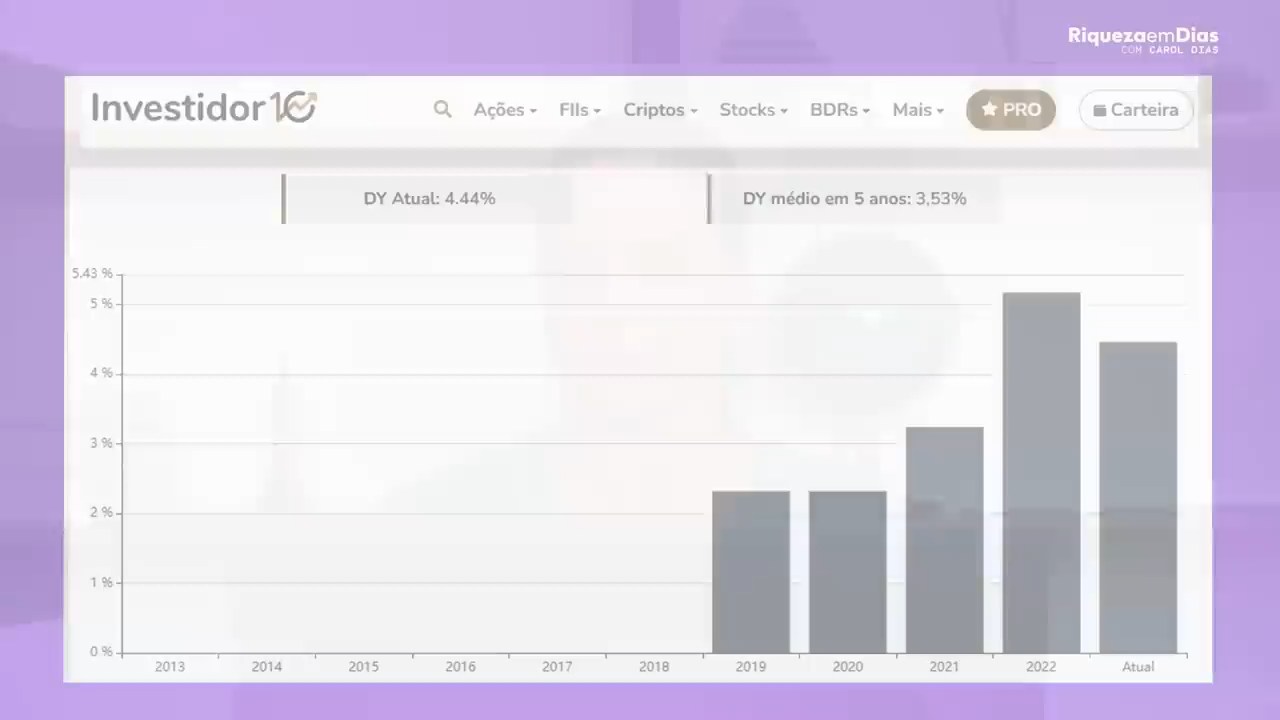 RiquezaemDias
COM CAROL DIAS
Investidor10
Ações FIIs Criptos Stocks BDRs Mais PRO Carteira
DY Atual: 4.44%
DY médio em 5 anos: 3,53%
5.43 %
5 %
4 %
3 %
2 %
1 %
0 %
2013 2014 2015 2016 2017 2018 2019 2020 2021 2022 Atual